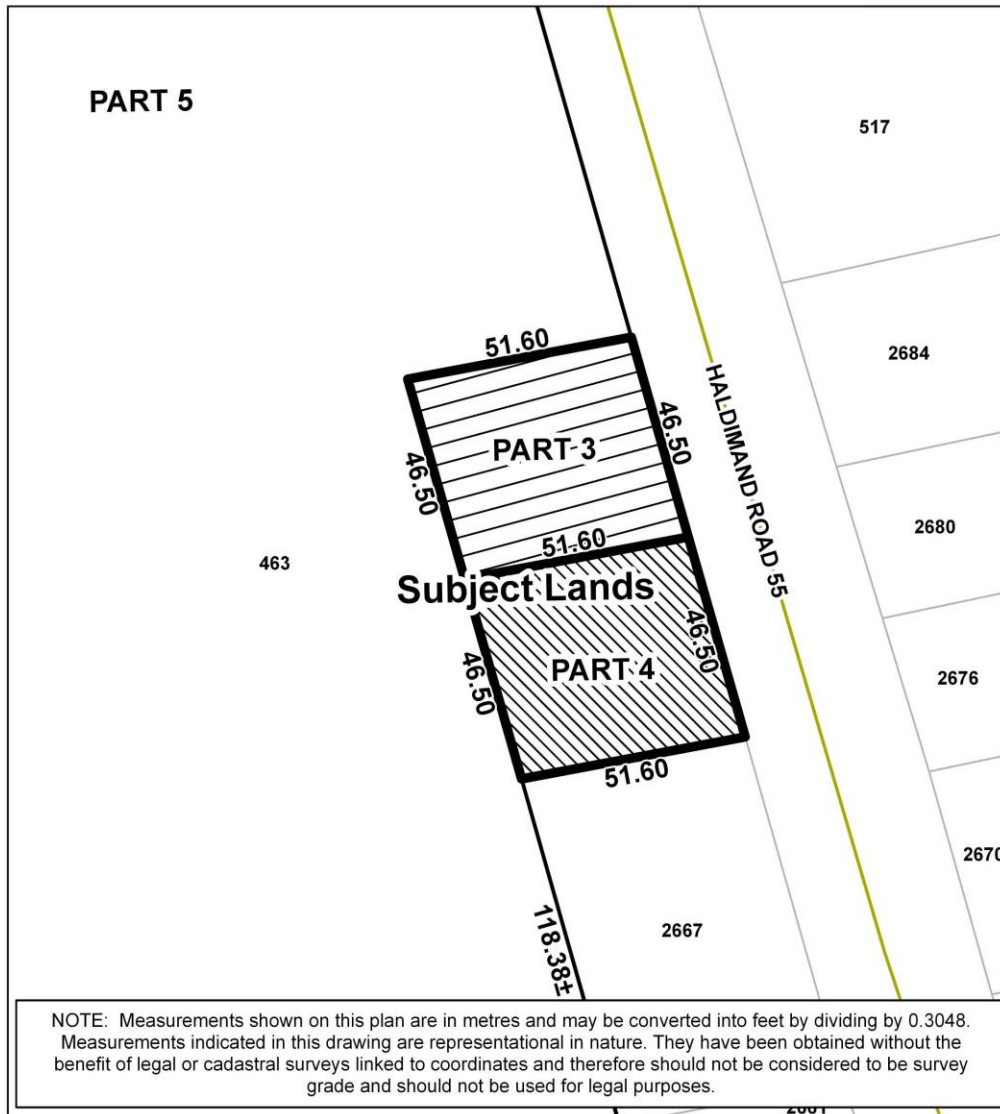 PART 5
517
51.60
2684
HALDIMAND ROAD 55
46.50
PART 3
46.50
51.60
2680
463
Subject Lands
46.50
PART 4
46.50
2676
51.60
2670
2667
118.38±
NOTE: Measurements shown on this plan are in metres and may be converted into feet by dividing by 0.3048.
Measurements indicated in this drawing are representational in nature. They have been obtained without the
benefit of legal or cadastral surveys linked to coordinates and therefore should not be considered to be survey
grade and should not be used for legal purposes.